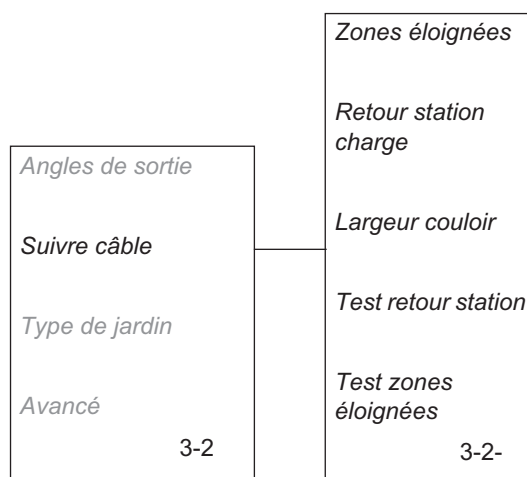 Angles de sortie
Suivre câble
Type de jardin
Avancé
3-2
Zones éloignées
Retour station
charge
Largeur couloir
Test retour station
Test zones
éloignées
3-2-